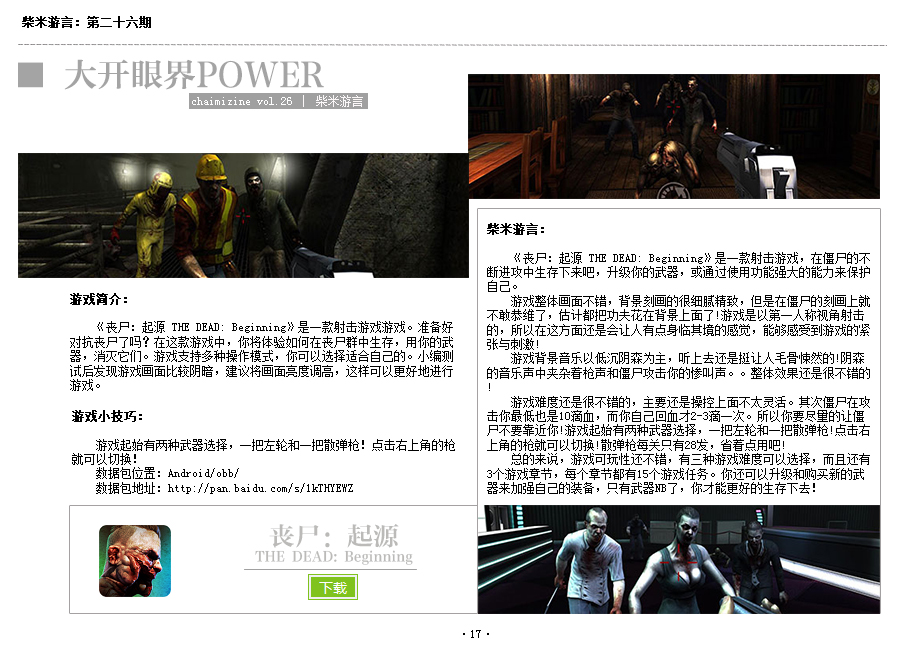 柴米游言：第二十六期
大开眼界POWER
chaimizine vol.26 | 柴米游言
游戏简介：
《丧尸：起源 THE DEAD: Beginning》是一款射击游戏游戏。准备好
对抗丧尸了吗？在这款游戏中，你将体验如何在丧尸群中生存，用你的武
器，消灭它们。游戏支持多种操作模式，你可以选择适合自己的。小编测
试后发现游戏画面比较阴暗，建议将画面亮度调高，这样可以更好地进行
游戏。
游戏小技巧：
游戏起始有两种武器选择，一把左轮和一把散弹枪！点击右上角的枪
就可以切换！
数据包位置：Android/obb/
数据包地址：http://pan.baidu.com/s/1kTHYEWZ
丧尸：起源
THE DEAD: Beginning
下载
柴米游言：
《丧尸：起源 THE DEAD: Beginning》是一款射击游戏，在僵尸的不
断进攻中生存下来吧，升级你的武器，或通过使用功能强大的能力来保护
自己。
游戏整体画面不错，背景刻画的很细腻精致，但是在僵尸的刻画上就
不敢恭维了，估计都把功夫花在背景上面了!游戏是以第一人称视角射击
的，所以在这方面还是会让人有点身临其境的感觉，能够感受到游戏的紧
张与刺激!
游戏背景音乐以低沉阴森为主，听上去还是挺让人毛骨悚然的!阴森
的音乐声中夹杂着枪声和僵尸攻击你的惨叫声。。整体效果还是很不错的
!
游戏难度还是很不错的，主要还是操控上面不太灵活。其次僵尸在攻
击你最低也是10滴血，而你自己回血才2-3滴一次。所以你要尽量的让僵
尸不要靠近你!游戏起始有两种武器选择，一把左轮和一把散弹枪!点击右
上角的枪就可以切换!散弹枪每关只有28发，省着点用吧!
总的来说，游戏可玩性还不错，有三种游戏难度可以选择，而且还有
3个游戏章节，每个章节都有15个游戏任务。你还可以升级和购买新的武
器来加强自己的装备，只有武器NB了，你才能更好的生存下去!
·17·